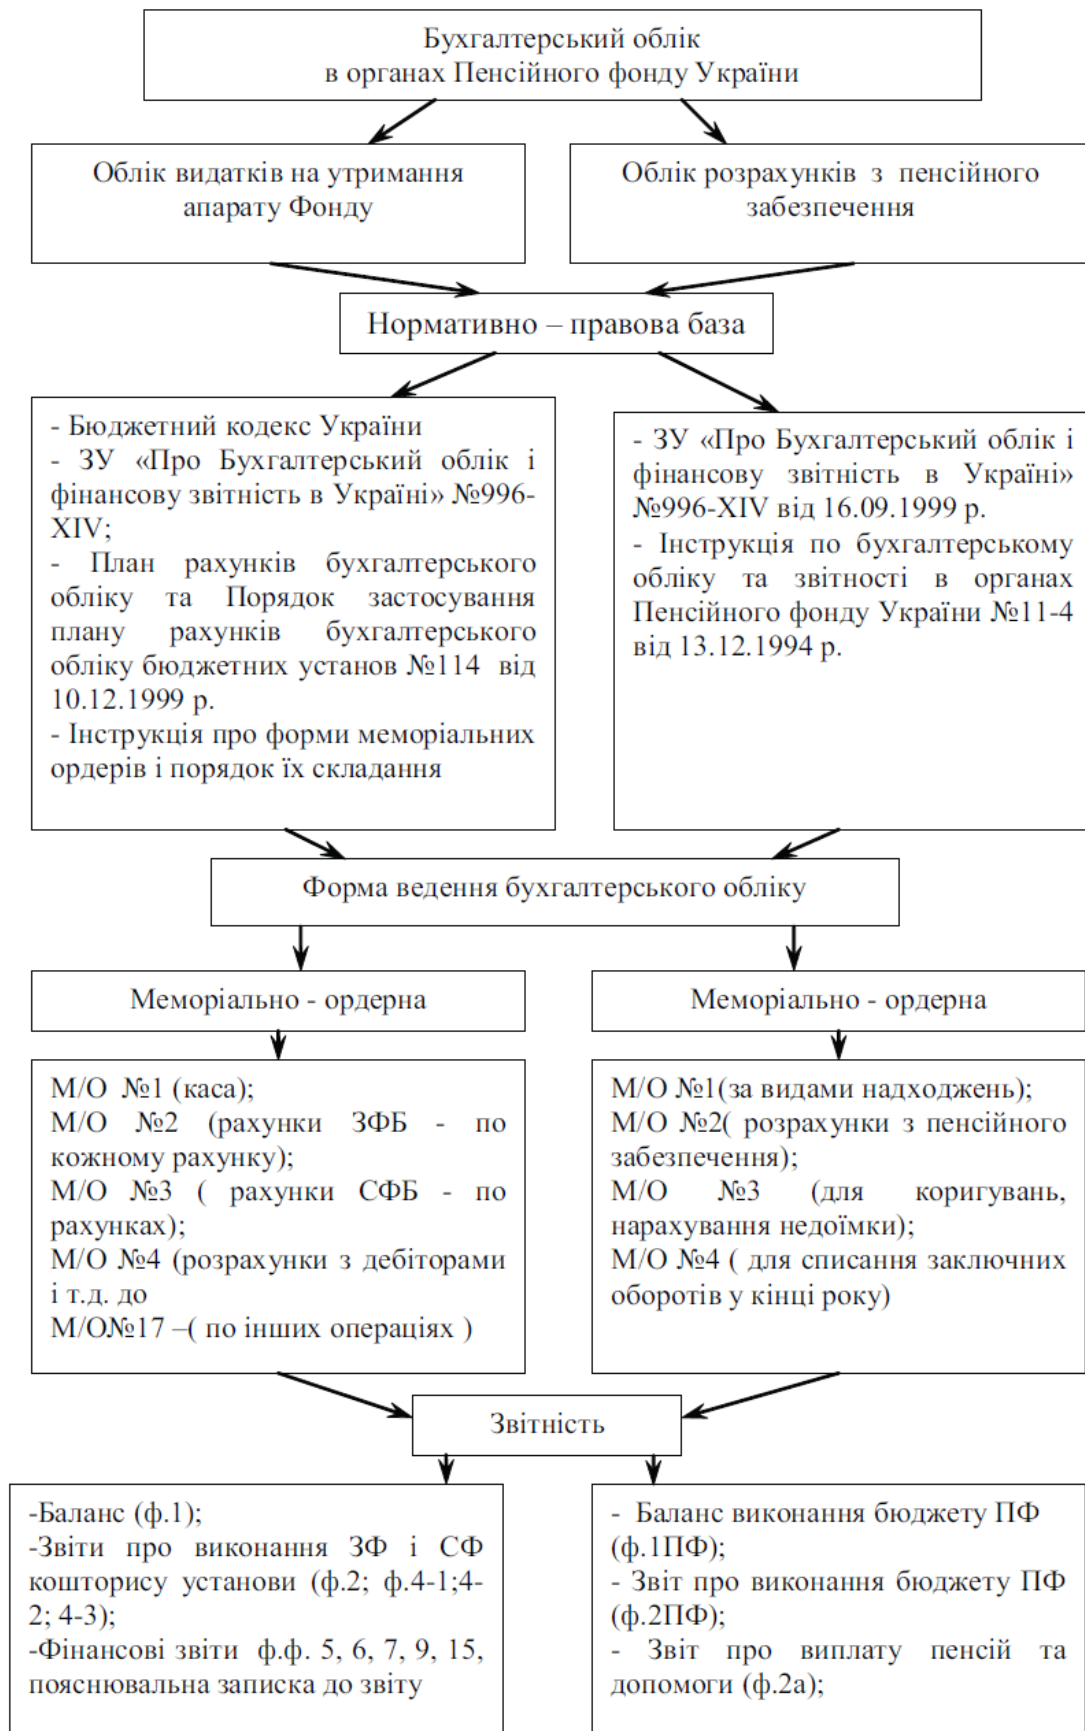 Бухгалтерський облік
в органах Пенсійного фонду України
Облік видатків на утримання
апарату Фонду
Облік розрахунків з пенсійного
забезпечення
Нормативно – правова база
- Бюджетний кодекс України
- ЗУ «Про Бухгалтерський облік і
фінансову звітність в Україні» №996-
XIV;
- План рахунків бухгалтерського
обліку та Порядок застосування
плану рахунків бухгалтерського
обліку бюджетних установ №114 від
10.12.1999 р.
- Інструкція про форми меморіальних
ордерів і порядок їх складання
- ЗУ «Про Бухгалтерський облік і
фінансову звітність в Україні»
№996-XIV від 16.09.1999 р.
- Інструкція по бухгалтерському
обліку та звітності в органах
Пенсійного фонду України №11-4
від 13.12.1994 р.
Форма ведення бухгалтерського обліку
Меморіально - ордерна
Меморіально - ордерна
М/О №1 (каса);
М/О №2 (рахунки ЗФБ - по
кожному рахунку);
М/О №3 ( рахунки СФБ - по
рахунках);
М/О №4 (розрахунки з дебіторами
і т.д. до
М/О№17 –( по інших операціях )
М/О №1(за видами надходжень);
М/О №2( розрахунки з пенсійного
забезпечення);
М/О №3 (для коригувань,
нарахування недоїмки);
М/О №4 ( для списання заключних
оборотів у кінці року)
Звітність
-Баланс (ф.1);
-Звіти про виконання ЗФ і СФ
кошторису установи (ф.2; ф.4-1;4-
2; 4-3);
-Фінансові звіти ф.ф. 5, 6, 7, 9, 15,
пояснювальна записка до звіту
- Баланс виконання бюджету ПФ
(ф.1ПФ);
- Звіт про виконання бюджету ПФ
(ф.2ПФ);
- Звіт про виплату пенсій та
допомоги (ф.2а);